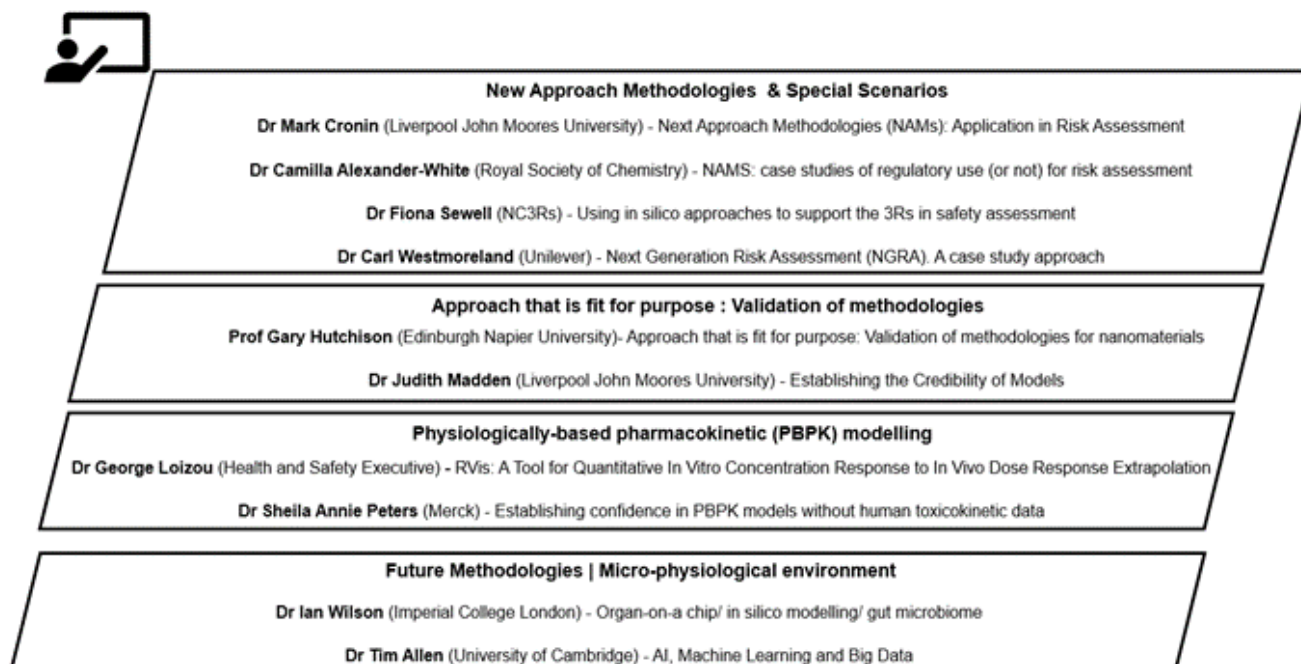 New Approach Methodologies & Special Scenarios
Dr Mark Cronin (Liverpool John Moores University) - Next Approach Methodologies (NAMs): Application in Risk Assessment
Dr Camilla Alexander-White (Royal Society of Chemistry) - NAMS: case studies of regulatory use (or not) for risk assessment
Dr Fiona Sewell (NC3Rs) - Using in silico approaches to support the 3Rs in safety assessment
Dr Carl Westmoreland (Unilever) - Next Generation Risk Assessment (NGRA). A case study approach
Approach that is fit for purpose : Validation of methodologies
Prof Gary Hutchison (Edinburgh Napier University)- Approach that is fit for purpose: Validation of methodologies for nanomaterials
Dr Judith Madden (Liverpool John Moores University) - Establishing the Credibility of Models
Physiologically-based pharmacokinetic (PBPK) modelling
Dr George Loizou (Health and Safety Executive) - RVis: A Tool for Quantitative In Vitro Concentration Response to In Vivo Dose Response Extrapolation
Dr Sheila Annie Peters (Merck) - Establishing confidence in PBPK models without human toxicokinetic data
Future Methodologies | Micro-physiological environment
Dr Ian Wilson (Imperial College London) - Organ-on-a chip/ in silico modelling/ gut microbiome
Dr Tim Allen (University of Cambridge) - AI, Machine Learning and Big Data